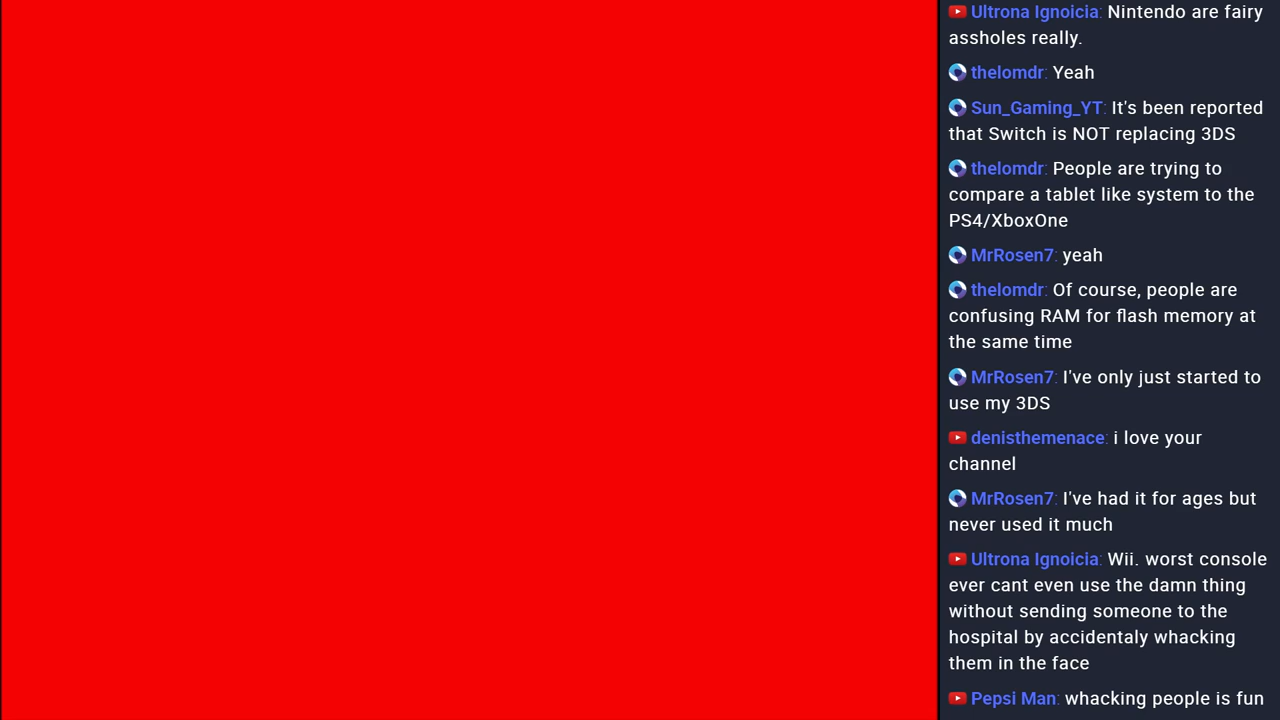 Ultrona Ignoicia: Nintendo are fairy
assholes really.
thelomdr: Yeah
Sun_Gaming_YT: It's been reported
that Switch is NOT replacing 3DS
thelomdr: People are trying to
compare a tablet like system to the
PS4/XboxOne
MrRosen7: yeah
thelomdr: Of course, people are
confusing RAM for flash memory at
the same time
MrRosen7: I've only just started to
use my 3DS
denisthemenace: i love your
channel
MrRosen7: I've had it for ages but
never used it much
Ultrona Ignoicia: Wii. worst console
ever cant even use the damn thing
without sending someone to the
hospital by accidentaly whacking
them in the face
Pepsi Man: whacking people is fun